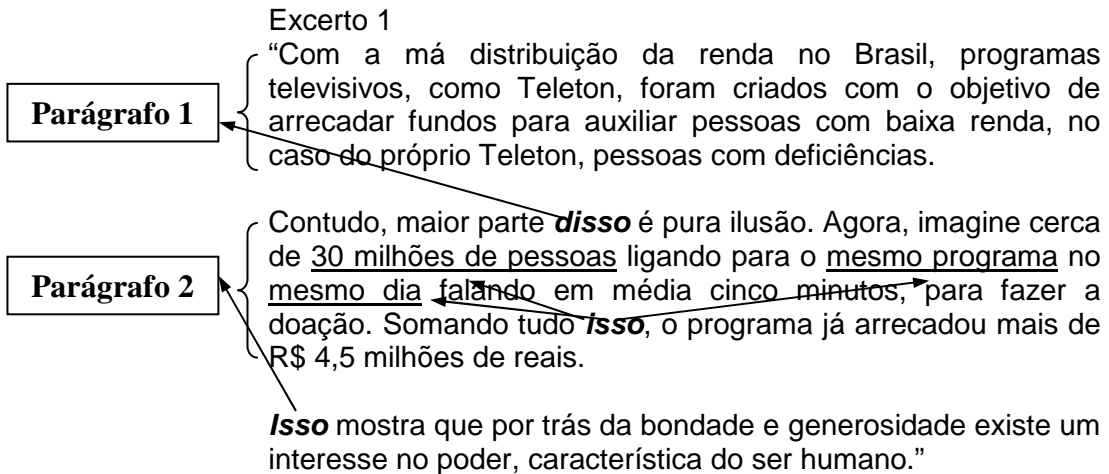 Excerto 1
“Com a má distribuição da renda no Brasil, programas
televisivos, como Teleton, foram criados com o objetivo de
Parágrafo 1
arrecadar fundos para auxiliar pessoas com baixa renda, no
caso do próprio Teleton, pessoas com deficiências.
Contudo, maior parte disso é pura ilusão. Agora, imagine cerca
de 30 milhões de pessoas ligando para o mesmo programa no
Parágrafo 2
mesmo dia falando em média cinco minutos, para fazer a
doação. Somando tudo isso, o programa já arrecadou mais de
R$ 4,5 milhões de reais.
Isso mostra que por trás da bondade e generosidade existe um
interesse no poder, característica do ser humano.”